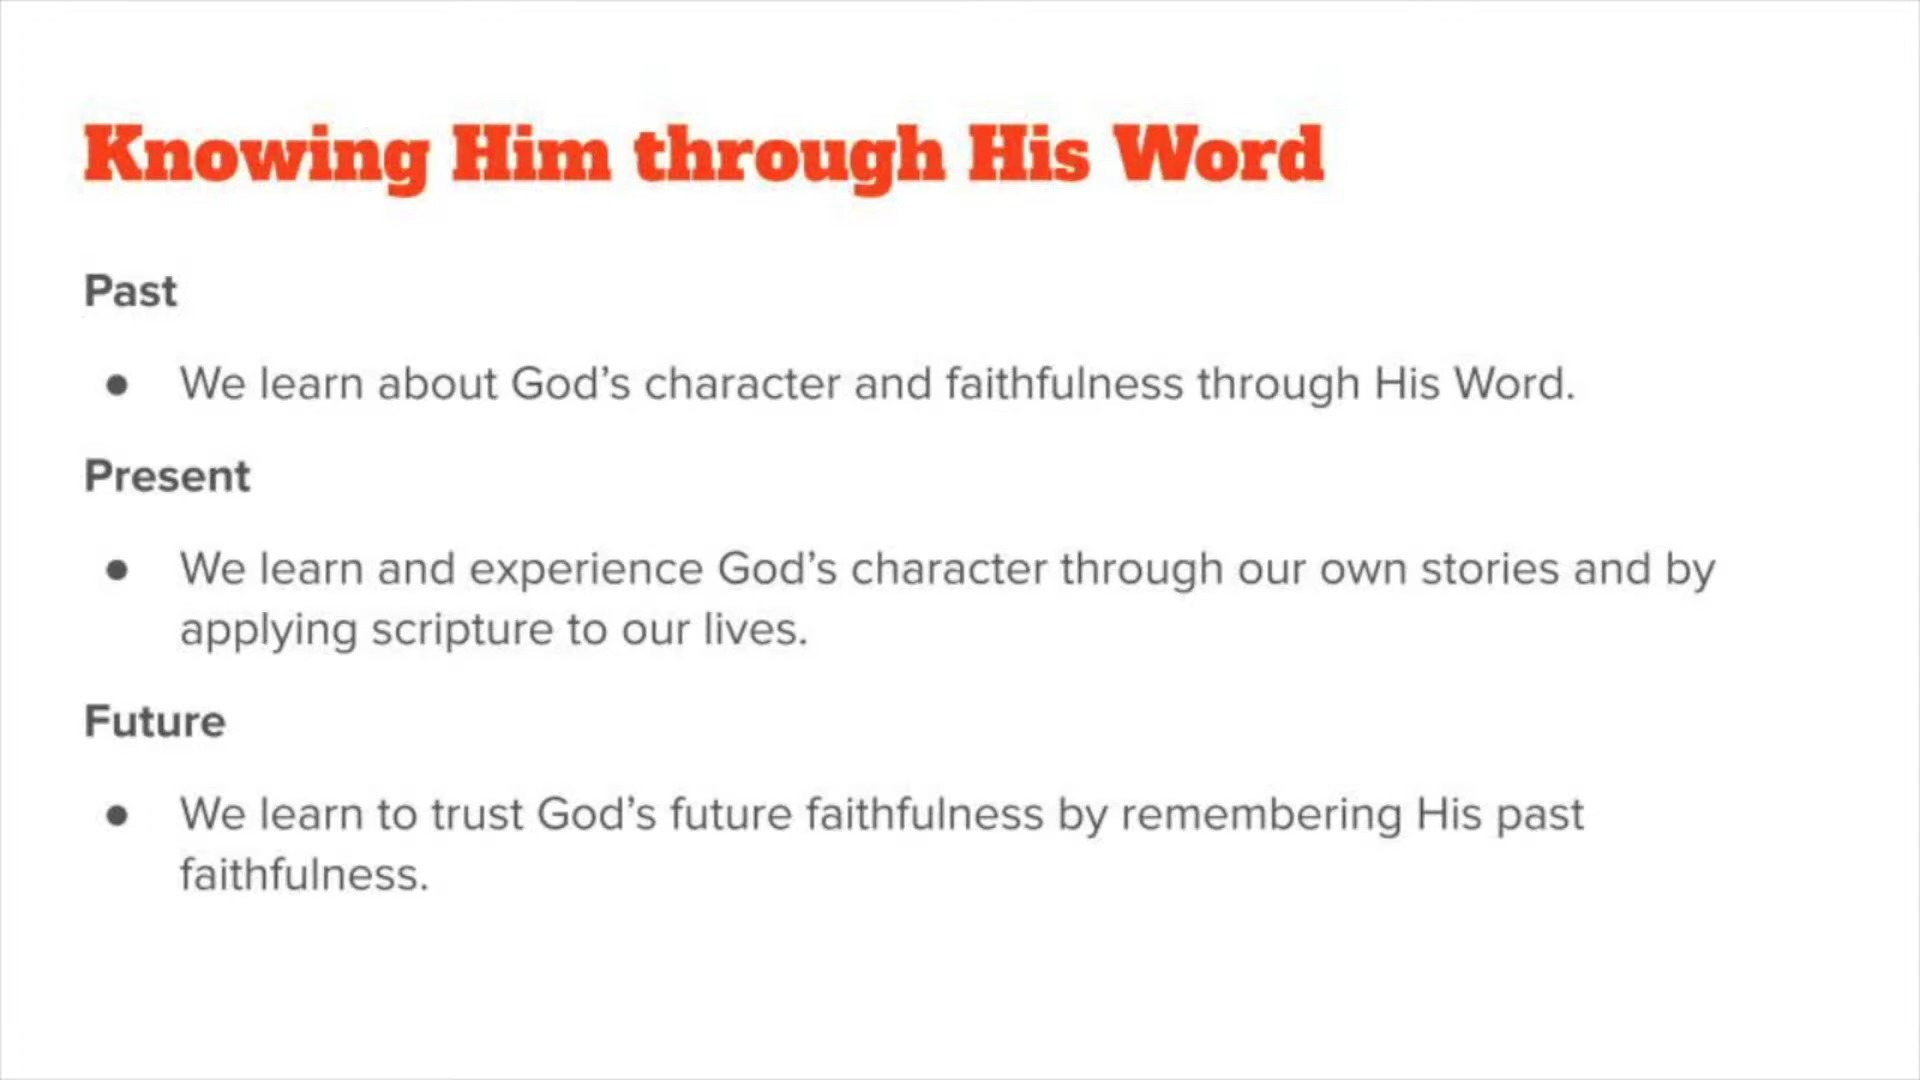 Knowing Him through His Word
Past
● We learn about God’s character and faithfulness through His Word.
Present
● We learn and experience God’s character through our own stories and by
applying scripture to our lives.
Future
● We learn to trust God’s future faithfulness by remembering His past
faithfulness.